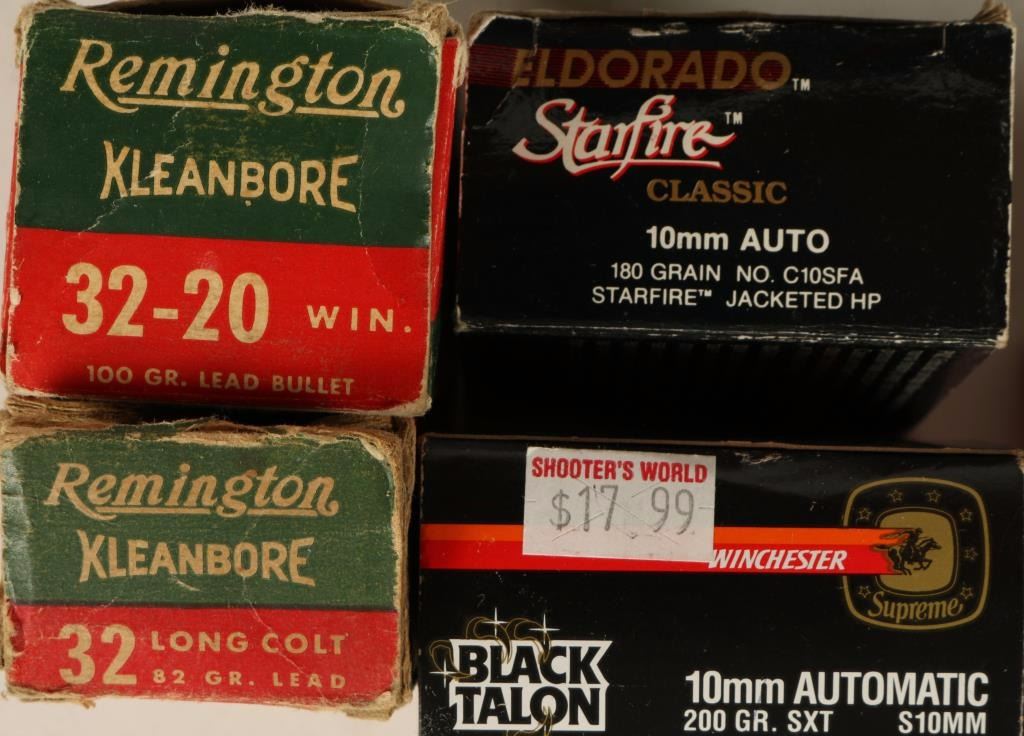 Remington
KLEANBORE
32-20 WIN.
100 GR. LEAD BULLET
ELDORADO™
Starfire™
CLASSIC
10mm AUTO
180 GRAIN NO. C10SFA
STARFIRE™ JACKETED HP
Remington
KLEANBORE
32 LONG COLT
82 GR. LEAD
SHOOTER'S WORLD
$17 99
WINCHESTER
Supreme
BLACK
TALON
10mm AUTOMATIC
200 GR. SXT S10MM